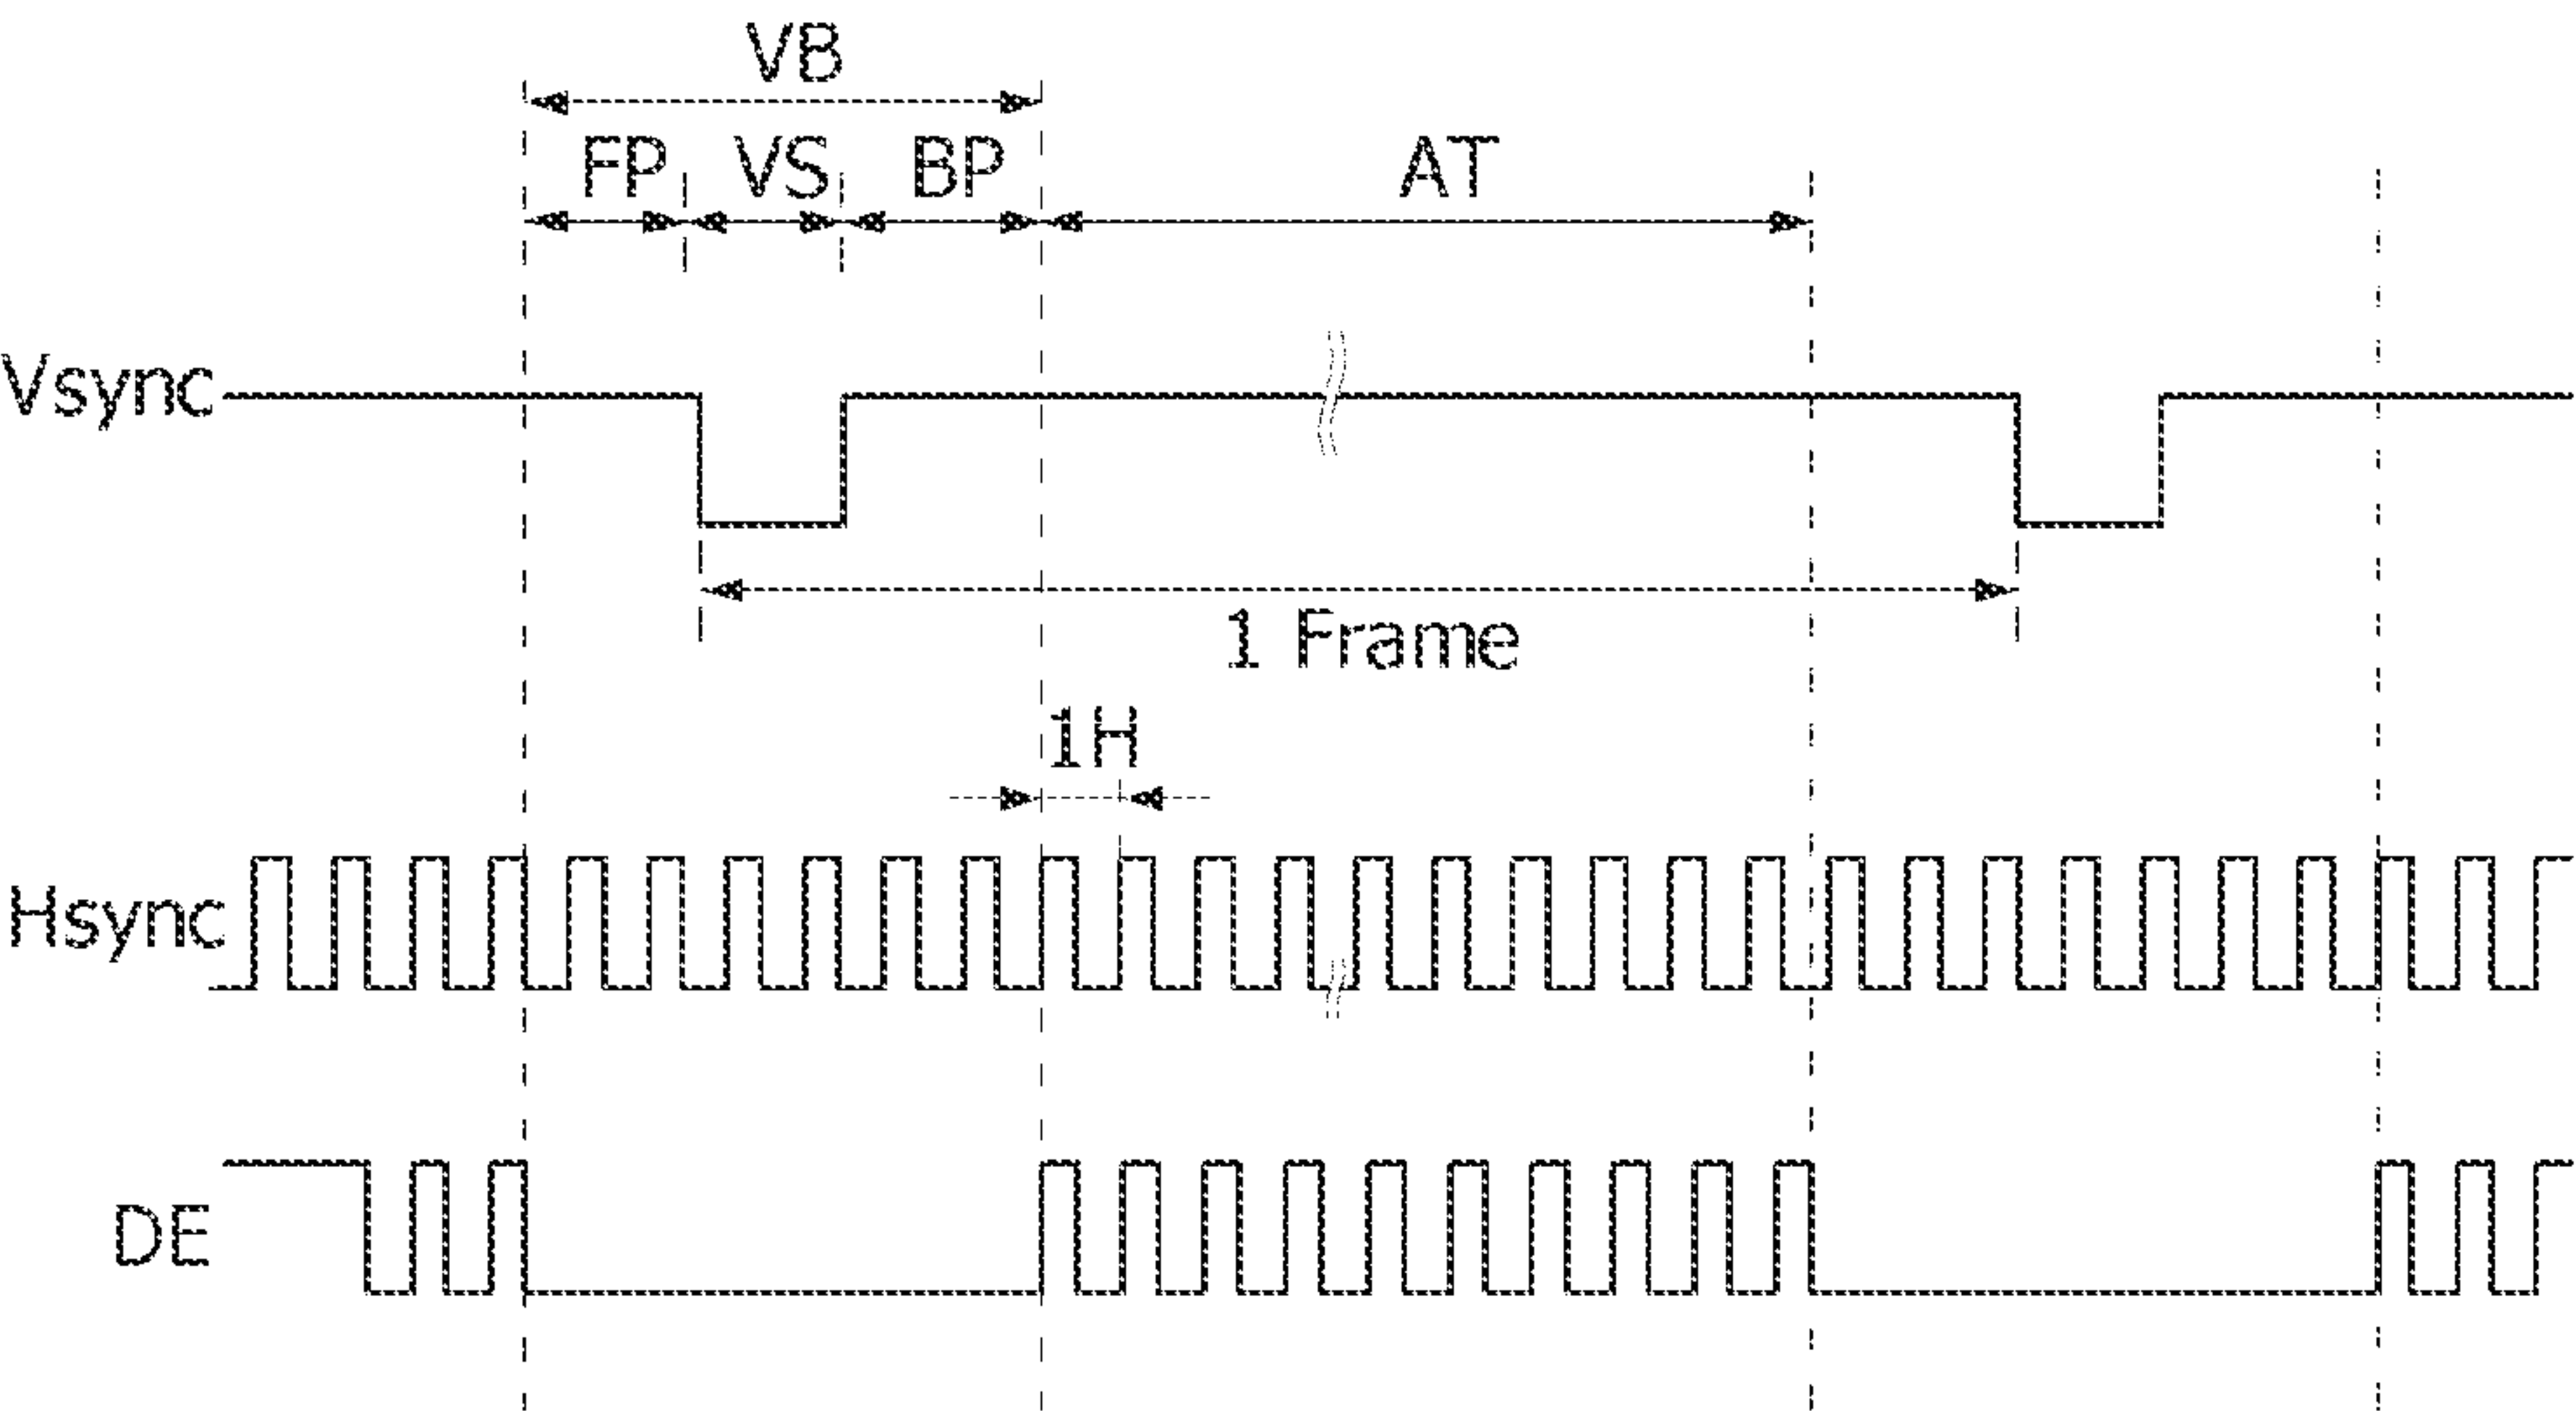 VB
FP VS BP AT
Vsync
1 Frame
1H
Hsync
DE